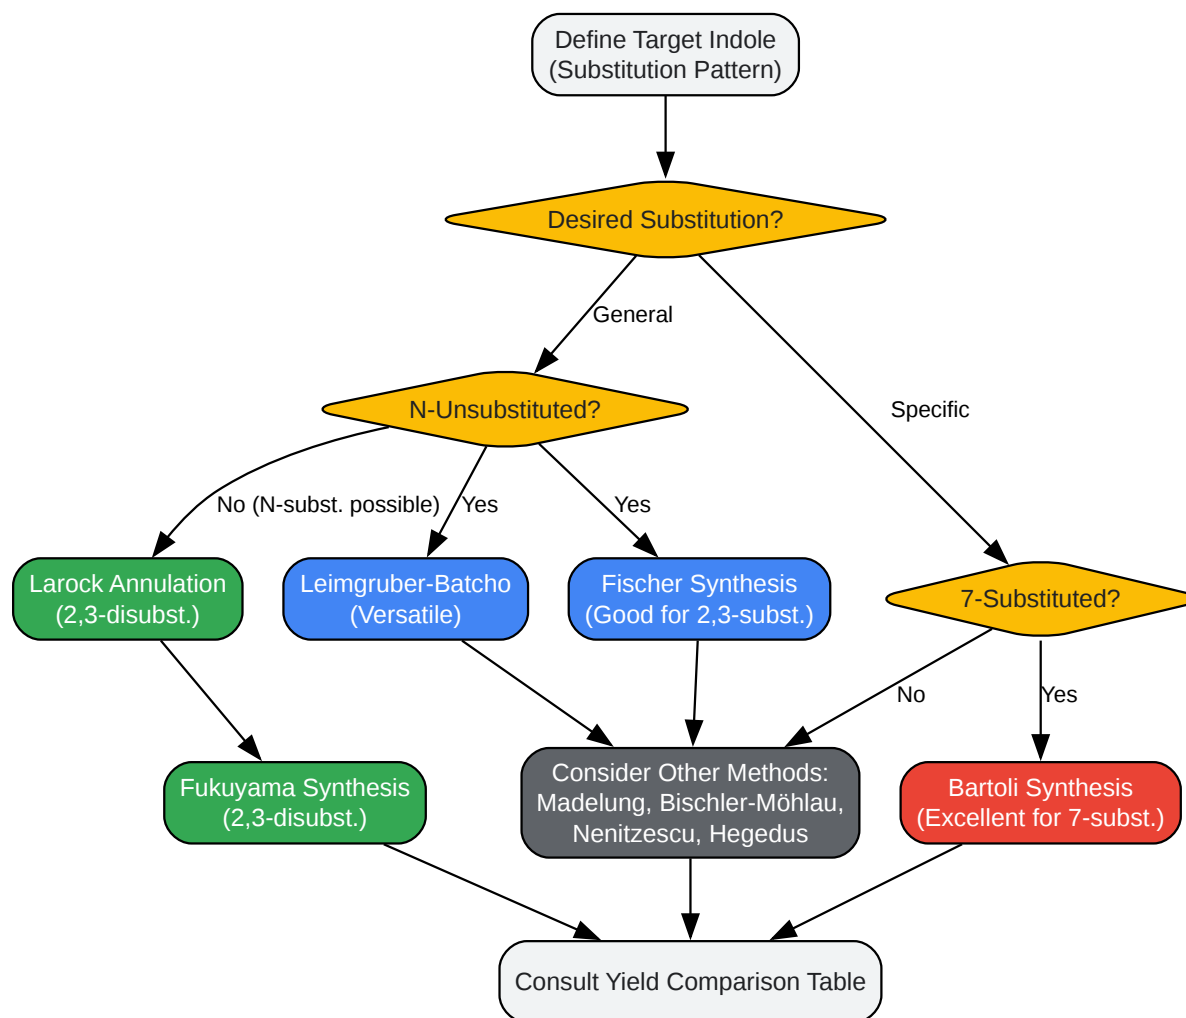 Define Target Indole
(Substitution Pattern)
Desired Substitution?
General
N-Unsubstituted?
Specific
No (N-subst. possible)
Yes
Yes
Larock Annulation
(2,3-disubst.)
Leimgruber-Batcho
(Versatile)
Fischer Synthesis
(Good for 2,3-subst.)
7-Substituted?
No
Yes
Fukuyama Synthesis
(2,3-disubst.)
Consider Other Methods:
Madelung, Bischler-Möhlau,
Nenitzescu, Hegedus
Bartoli Synthesis
(Excellent for 7-subst.)
Consult Yield Comparison Table